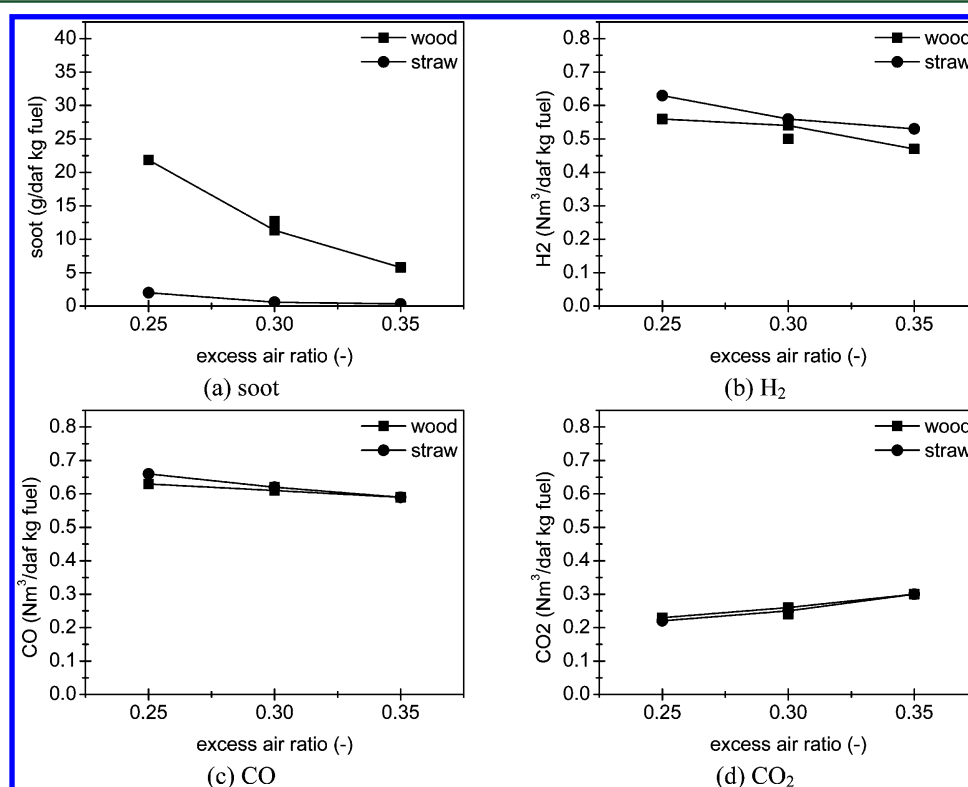 40
35
30
25
20
15
10
5
0
soot (g/daf kg fuel)
wood
straw
0.25 0.30 0.35
excess air ratio (-)
(a) soot
0.8
0.7
0.6
0.5
0.4
0.3
0.2
0.1
0.0
H2 (Nm³/daf kg fuel)
wood
straw
0.25 0.30 0.35
excess air ratio (-)
(b) H₂
0.8
0.7
0.6
0.5
0.4
0.3
0.2
0.1
0.0
CO (Nm³/daf kg fuel)
wood
straw
0.25 0.30 0.35
excess air ratio (-)
(c) CO
0.8
0.7
0.6
0.5
0.4
0.3
0.2
0.1
0.0
CO2 (Nm³/daf kg fuel)
wood
straw
0.25 0.30 0.35
excess air ratio (-)
(d) CO₂